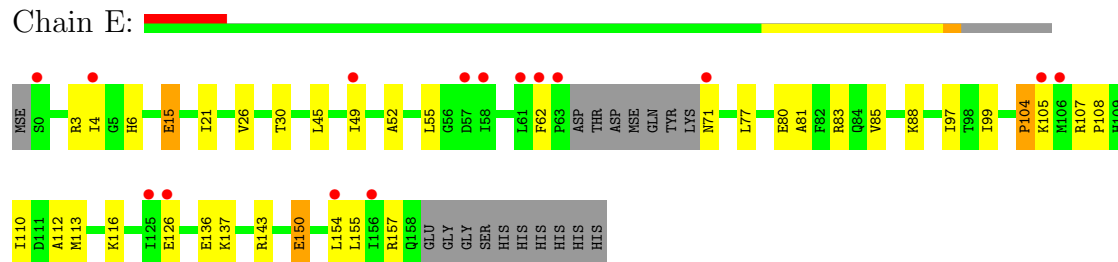 Chain E:
MSE S0 R3 I4 G5 H6 E15 I21 V26 T30 L45 I49 A52 L55 G56 D57 I58 L61 F62 P63 ASP THR ASP MSE GLN TYR LYS N71 L77 E80 A81 F82 R83 Q84 V85 K88 I97 T98 I99 P104 K105 M106 R107 P108 H109
I110 D111 A112 M113 K116 I125 E126 E136 K137 R143 E150 L154 L155 I156 R157 Q158 GLU GLY GLY SER HIS HIS HIS HIS HIS HIS